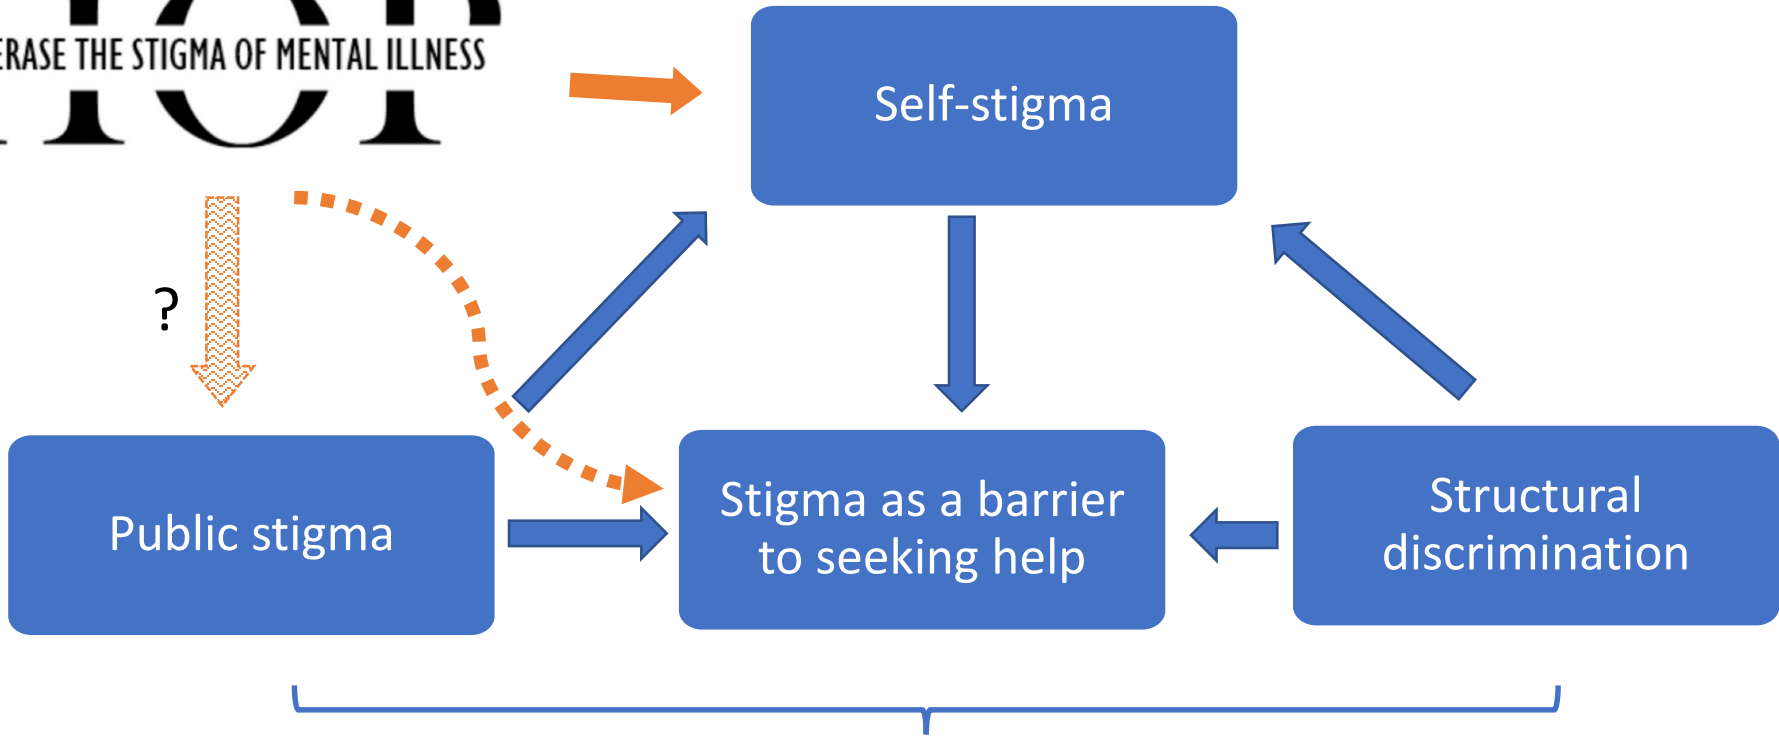 ERASE THE STIGMA OF MENTAL ILLNESS
Self-stigma
?
Public stigma
Stigma as a barrier
to seeking help
Structural
discrimination